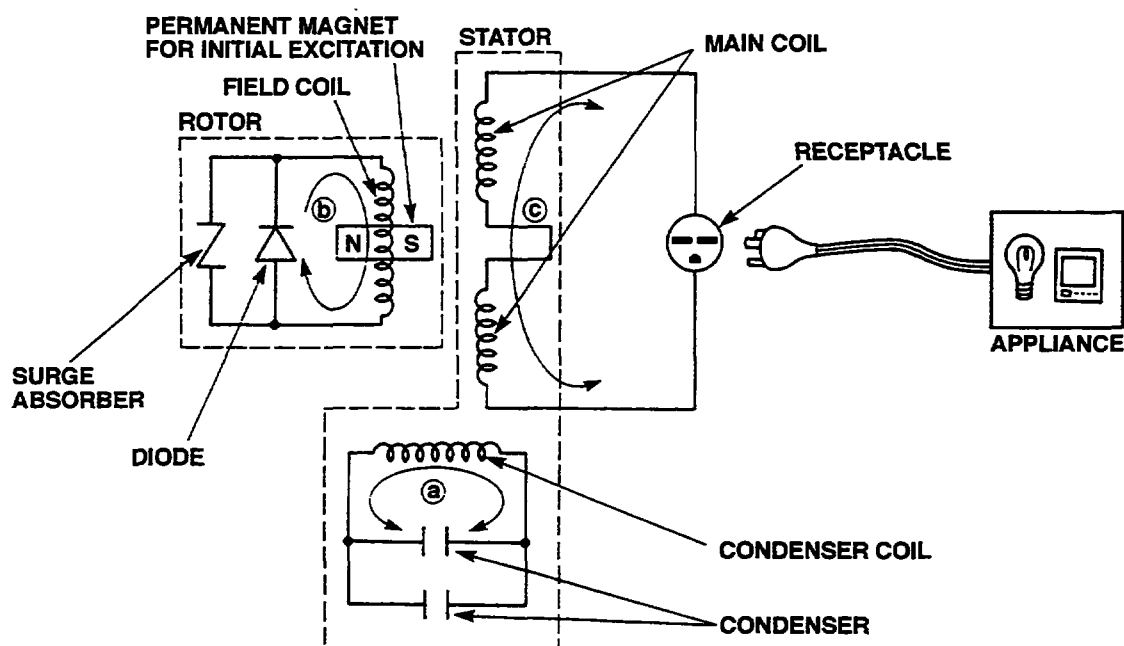 PERMANENT MAGNET
FOR INITIAL EXCITATION
STATOR
MAIN COIL
FIELD COIL
ROTOR
RECEPTACLE
ⓑ
N S
ⓒ
APPLIANCE
SURGE
ABSORBER
DIODE
ⓐ
CONDENSER COIL
CONDENSER